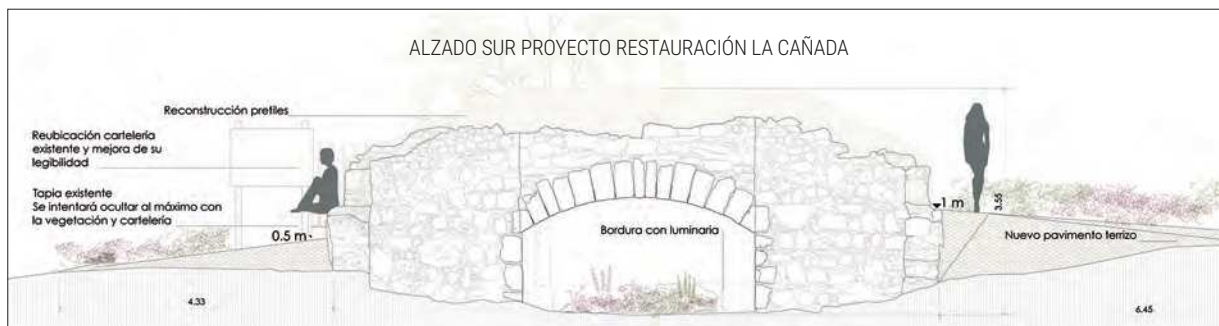 ALZADO SUR PROYECTO RESTAURACIÓN LA CAÑADA
Reconstrucción pretiles
Reubicación cartelería
existente y mejora de su
legibilidad
Tapia existente
Se intentará ocultar al máximo con
la vegetación y cartelería
0.5 m
Bordura con luminaria
1 m
3.55
Nuevo pavimento terrizo
4.33
6.45